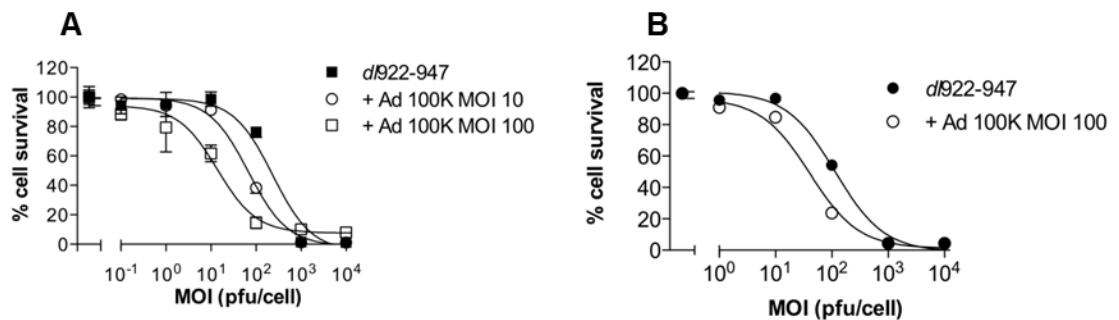 A
120
100
80
60
40
20
0
% cell survival
10⁻¹ 10⁰ 10¹ 10² 10³ 10⁴
MOI (pfu/cell)
dl922-947
+ Ad 100K MOI 10
+ Ad 100K MOI 100
B
120
100
80
60
40
20
0
% cell survival
10⁰ 10¹ 10² 10³ 10⁴
MOI (pfu/cell)
dl922-947
+ Ad 100K MOI 100